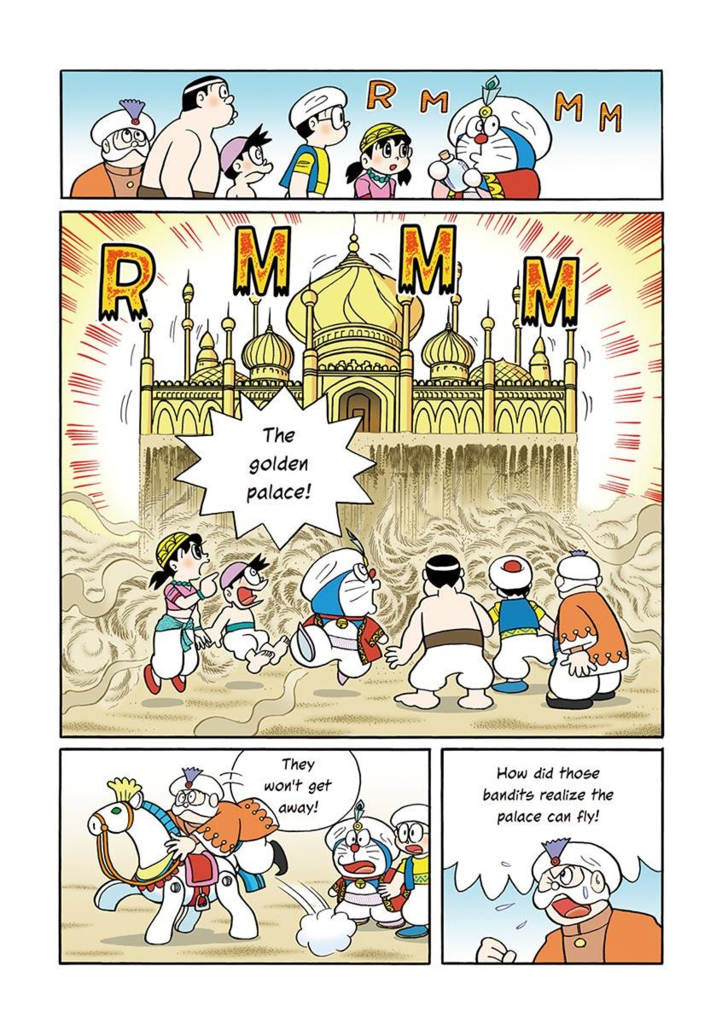 R M M M
R M M M
The
golden
palace!
They
won't get
away!
How did those
bandits realize the
palace can fly!